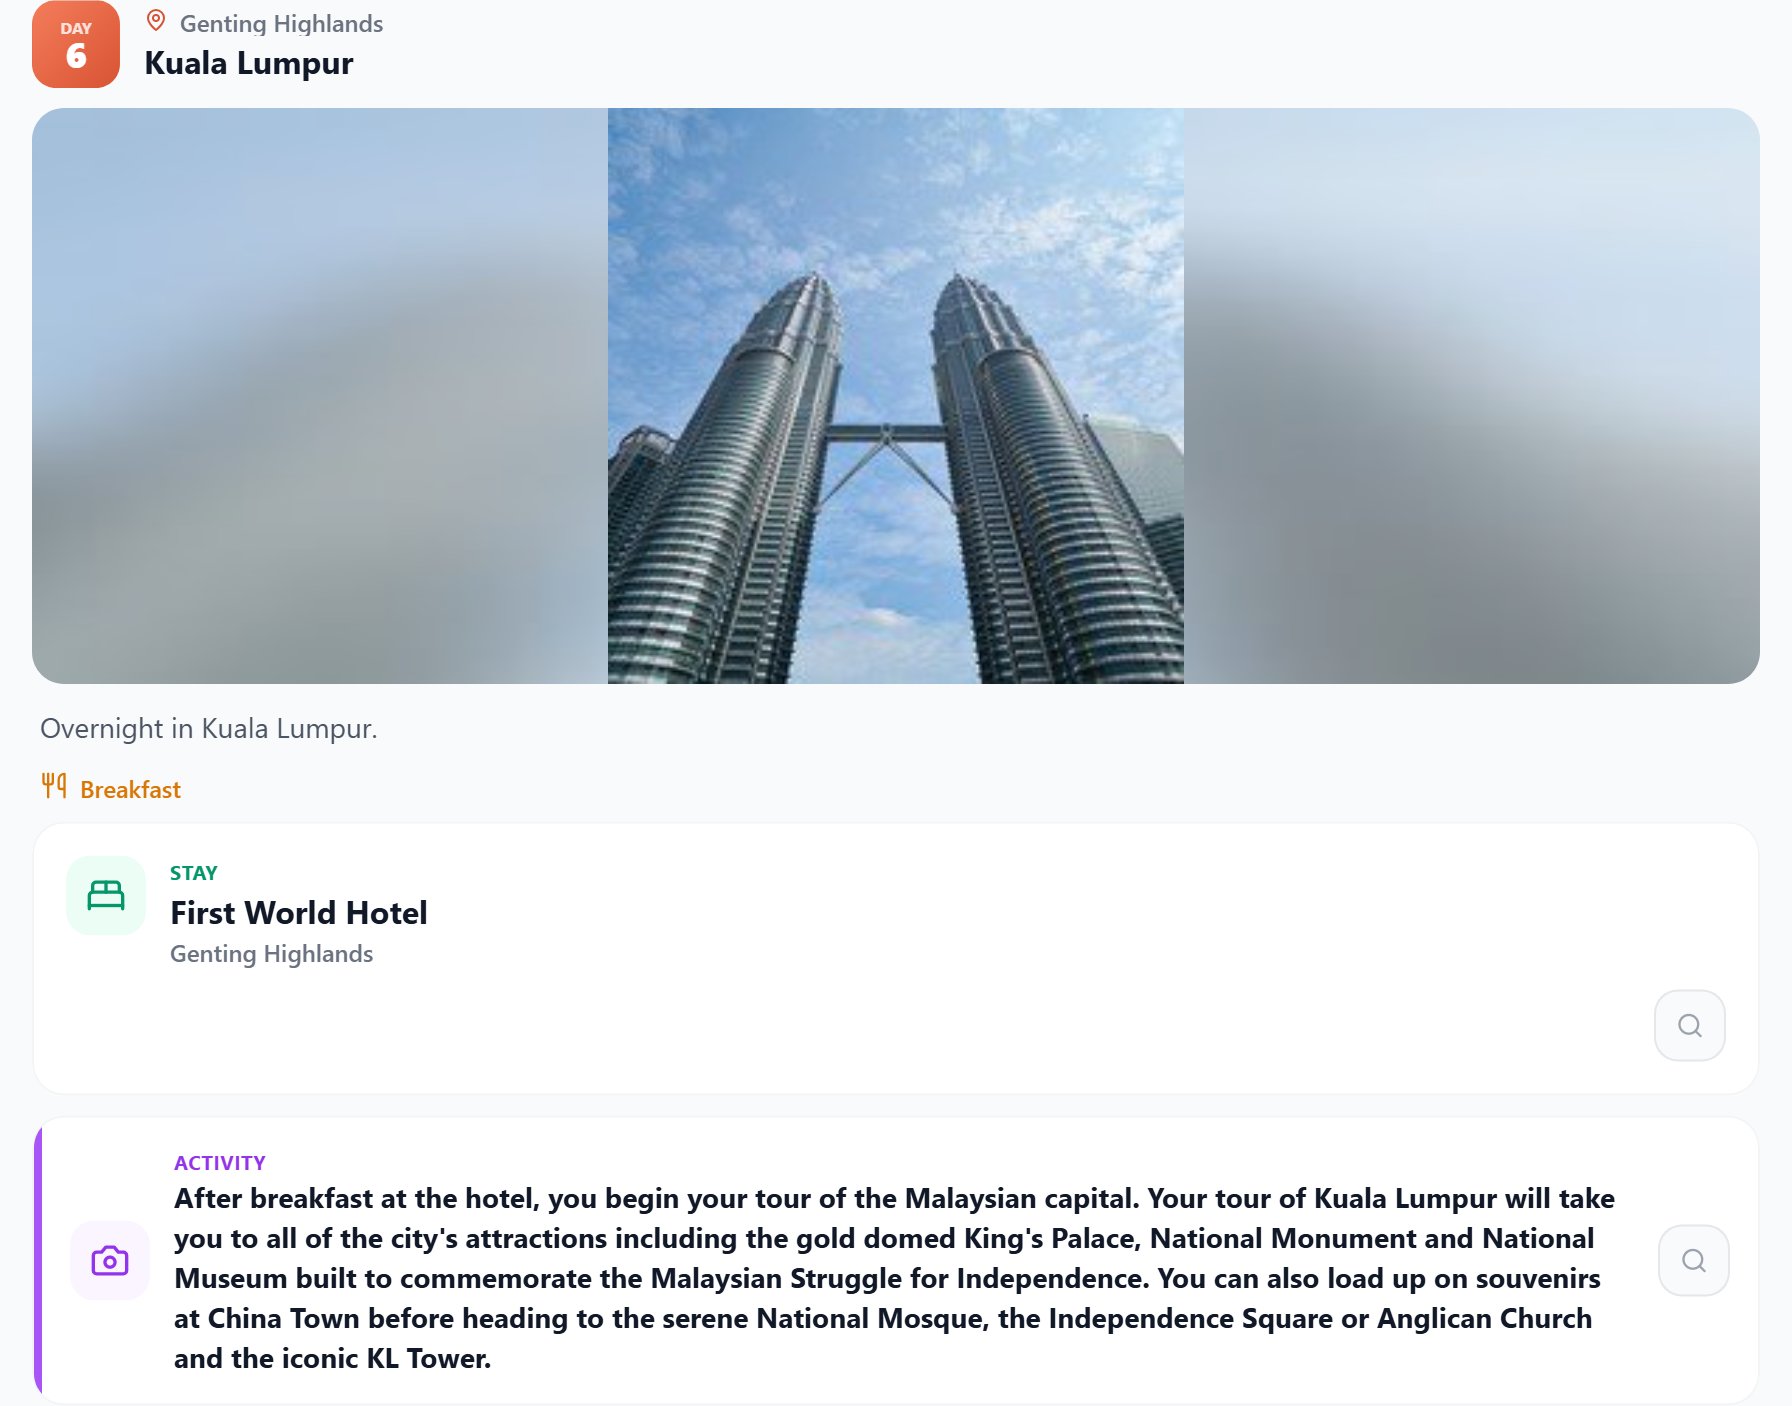 DAY
6
Genting Highlands
Kuala Lumpur
Overnight in Kuala Lumpur.
Breakfast
STAY
First World Hotel
Genting Highlands
ACTIVITY
After breakfast at the hotel, you begin your tour of the Malaysian capital. Your tour of Kuala Lumpur will take
you to all of the city's attractions including the gold domed King's Palace, National Monument and National
Museum built to commemorate the Malaysian Struggle for Independence. You can also load up on souvenirs
at China Town before heading to the serene National Mosque, the Independence Square or Anglican Church
and the iconic KL Tower.